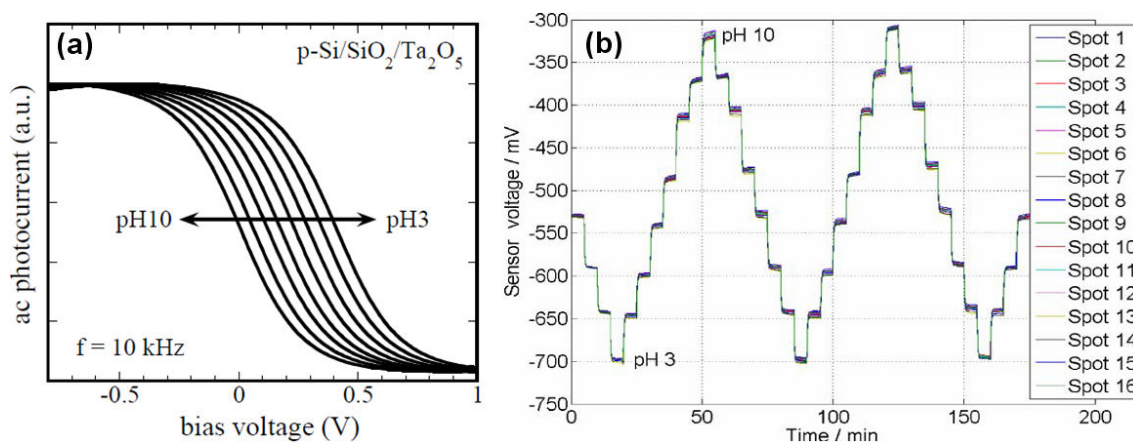 (a)
p-Si/SiO₂/Ta₂O₅
pH10
pH3
f = 10 kHz
ac photocurrent (a.u.)
-0.5
0
0.5
1
bias voltage (V)
(b)
pH 10
pH 3
Sensor voltage / mV
-300
-350
-400
-450
-500
-550
-600
-650
-700
-750
0
50
100
150
200
Time / min
Spot 1
Spot 2
Spot 3
Spot 4
Spot 5
Spot 6
Spot 7
Spot 8
Spot 9
Spot 10
Spot 11
Spot 12
Spot 13
Spot 14
Spot 15
Spot 16